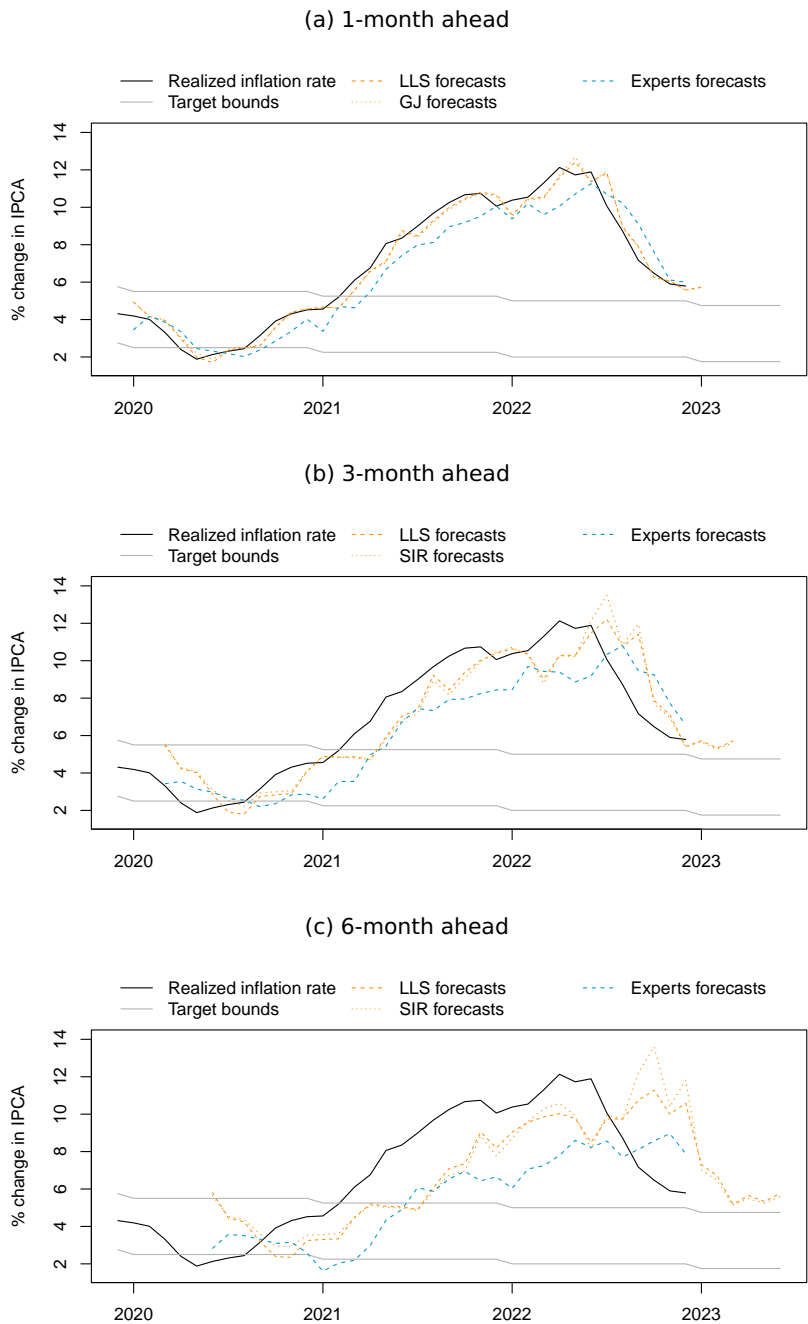 (a) 1-month ahead
Realized inflation rate LLS forecasts Experts forecasts
Target bounds GJ forecasts
% change in IPCA
14
12
10
8
6
4
2
2020 2021 2022 2023
(b) 3-month ahead
Realized inflation rate LLS forecasts Experts forecasts
Target bounds SIR forecasts
% change in IPCA
14
12
10
8
6
4
2
2020 2021 2022 2023
(c) 6-month ahead
Realized inflation rate LLS forecasts Experts forecasts
Target bounds SIR forecasts
% change in IPCA
14
12
10
8
6
4
2
2020 2021 2022 2023